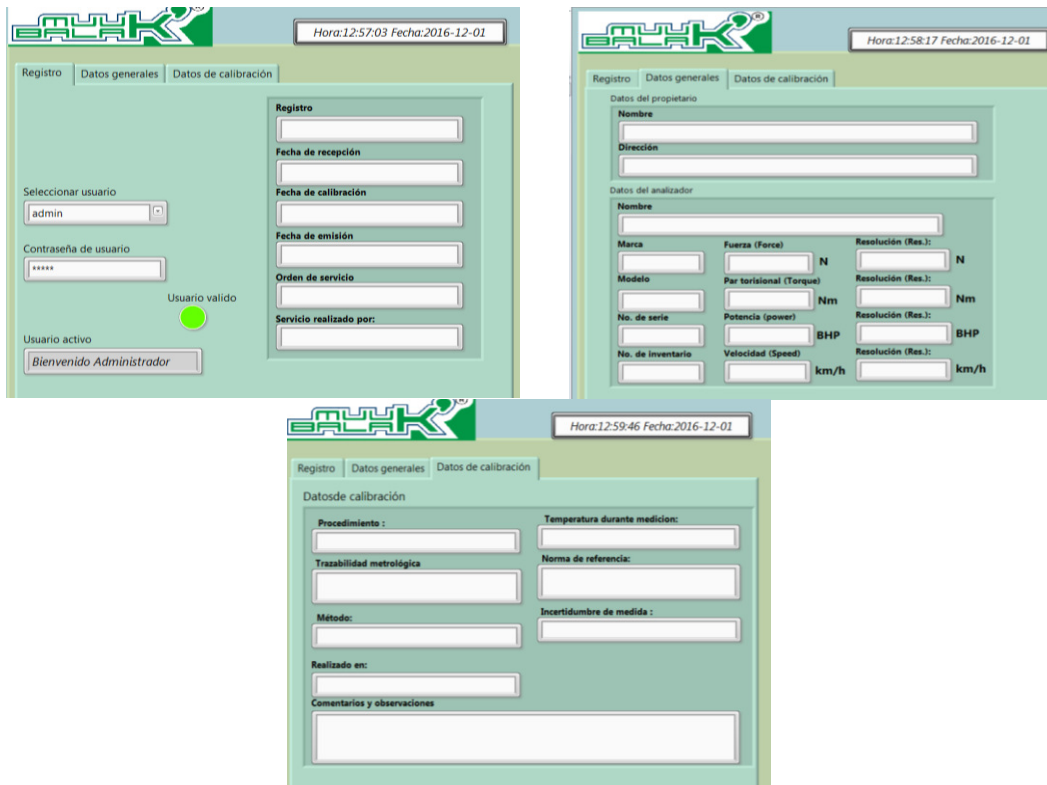 MUUK'
BALAK
®
Hora:12:57:03 Fecha:2016-12-01
Registro
Datos generales
Datos de calibración
Seleccionar usuario
admin
Contraseña de usuario
*****
Usuario valido
Usuario activo
Bienvenido Administrador
Registro
Fecha de recepción
Fecha de calibración
Fecha de emisión
Orden de servicio
Servicio realizado por:
MUUK'
BALAK
®
Hora:12:58:17 Fecha:2016-12-01
Registro
Datos generales
Datos de calibración
Datos del propietario
Nombre
Dirección
Datos del analizador
Nombre
Marca
Fuerza (Force)
N
Resolución (Res.):
N
Modelo
Par torisional (Torque)
Nm
Resolución (Res.):
Nm
No. de serie
Potencia (power)
BHP
Resolución (Res.):
BHP
No. de inventario
Velocidad (Speed)
km/h
Resolución (Res.):
km/h
MUUK'
BALAK
®
Hora:12:59:46 Fecha:2016-12-01
Registro
Datos generales
Datos de calibración
Datosde calibración
Procedimiento :
Temperatura durante medicion:
Trazabilidad metrológica
Norma de referencia:
Método:
Incertidumbre de medida :
Realizado en:
Comentarios y observaciones